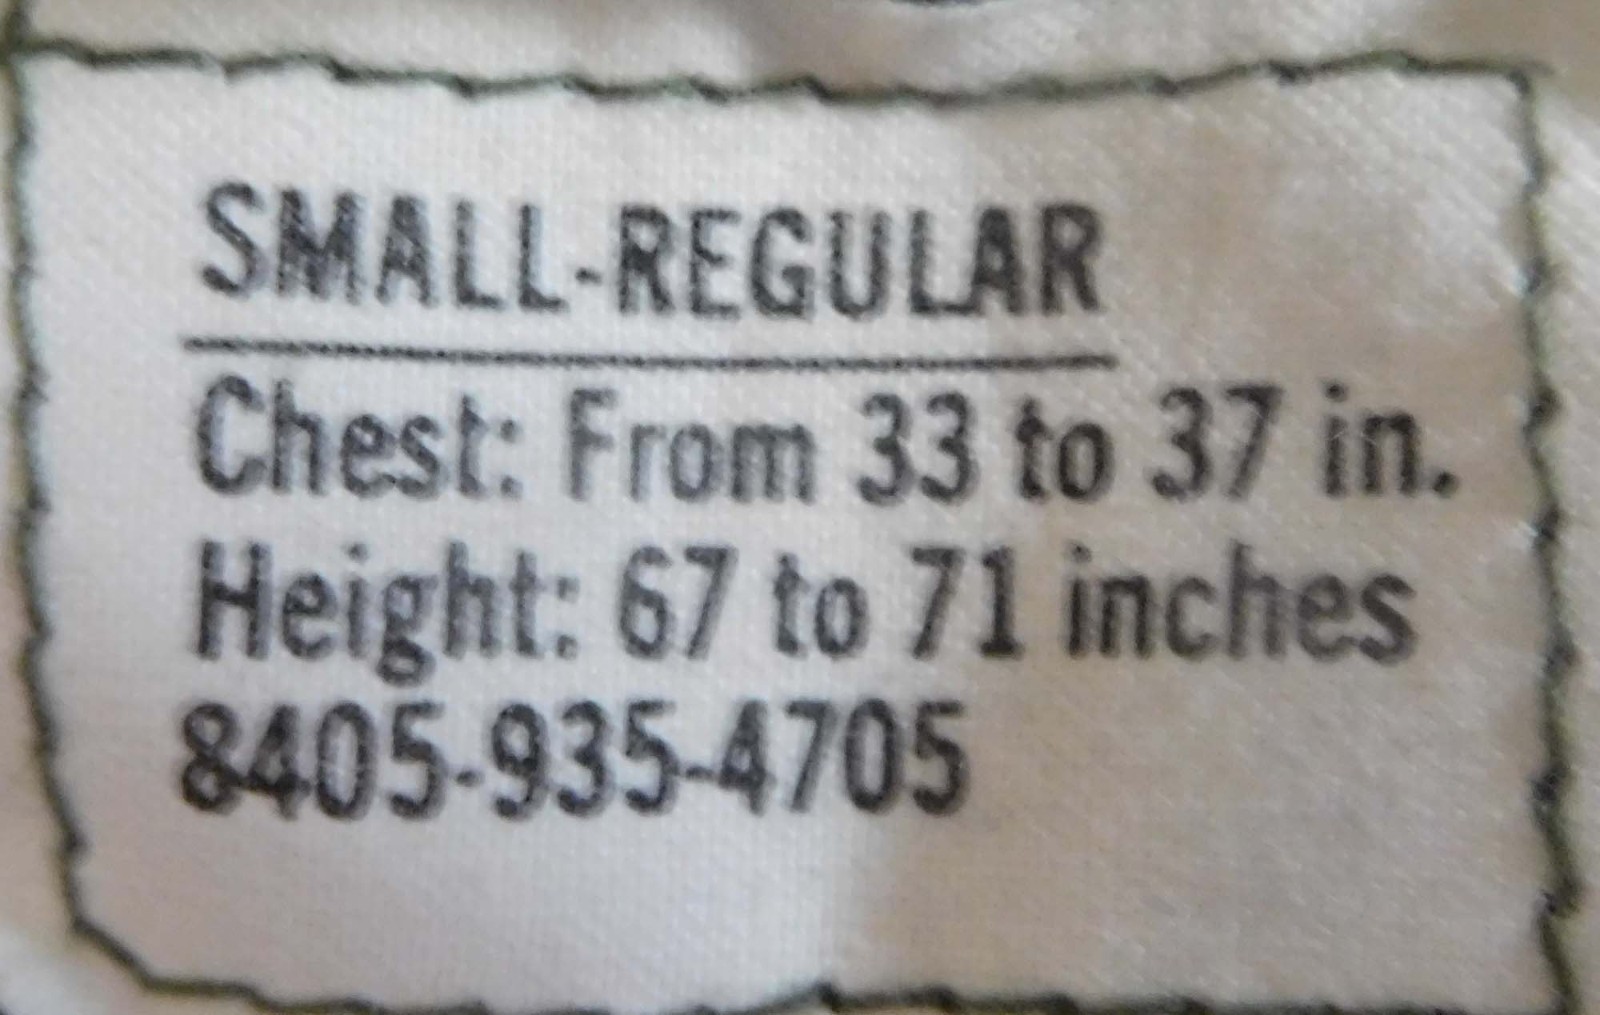 SMALL-REGULAR
Chest: From 33 to 37 in.
Height: 67 to 71 inches
8405-935-4705